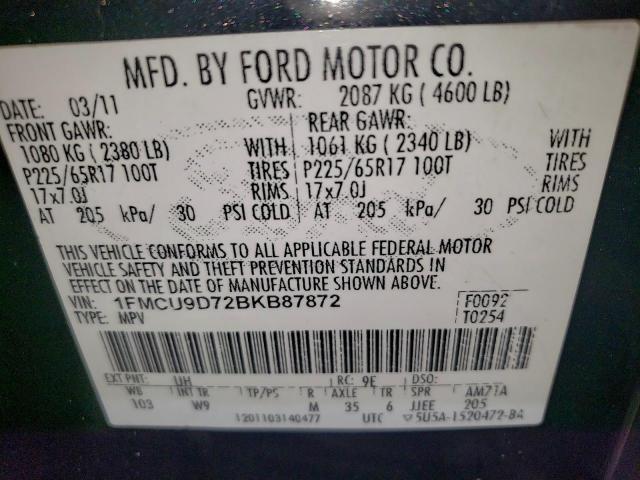 MFD. BY FORD MOTOR CO.
DATE: 03/11 GVWR: 2087 KG ( 4600 LB)
FRONT GAWR: REAR GAWR:
1080 KG ( 2380 LB) WITH 1061 KG ( 2340 LB) WITH
P225/65R17 100T TIRES P225/65R17 100T TIRES
17x7.0J RIMS 17x7.0J RIMS
AT 205 kPa/ 30 PSI COLD AT 205 kPa/ 30 PSI COLD
THIS VEHICLE CONFORMS TO ALL APPLICABLE FEDERAL MOTOR
VEHICLE SAFETY AND THEFT PREVENTION STANDARDS IN
EFFECT ON THE DATE OF MANUFACTURE SHOWN ABOVE.
VIN: 1FMCU9D72BKB87872 F0092
TYPE: MPV T0254
EXT PNT: UH RC: 9E DSO:
WB INT TR TP/PS R AXLE TR SPR AM71A
103 W9 M 35 6 JJEE 205
1201103140477 UTC 5U5A-1520472-BA